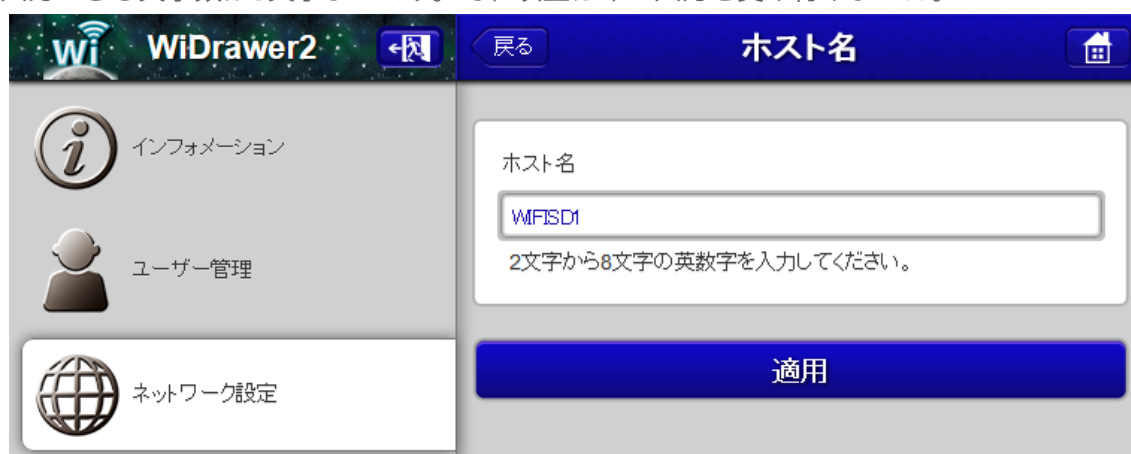 wi WiDrawer2
戻る
ホスト名
インフォメーション
ホスト名
WIFISD1
2文字から8文字の英数字を入力してください。
ユーザー管理
適用
ネットワーク設定